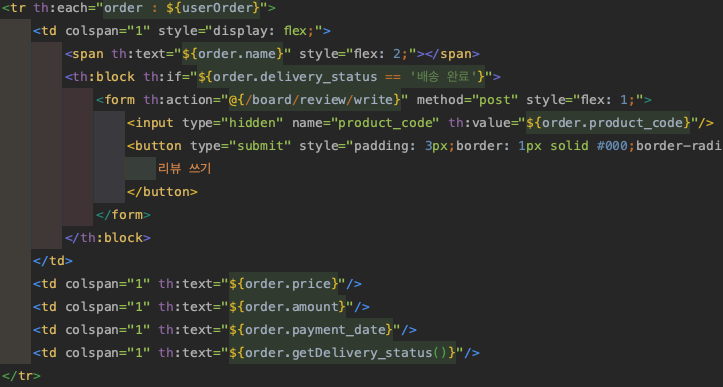 <tr th:each="order : ${userOrder}">
<td colspan="1" style="display: flex;">
<span th:text="${order.name}" style="flex: 2;"></span>
<th:block th:if="${order.delivery_status == '배송 완료'}">
<form th:action="@{/board/review/write}" method="post" style="flex: 1;">
<input type="hidden" name="product_code" th:value="${order.product_code}"/>
<button type="submit" style="padding: 3px;border: 1px solid #000;border-radi
리뷰 쓰기
</button>
</form>
</th:block>
</td>
<td colspan="1" th:text="${order.price}"/>
<td colspan="1" th:text="${order.amount}"/>
<td colspan="1" th:text="${order.payment_date}"/>
<td colspan="1" th:text="${order.getDelivery_status()}"/>
</tr>